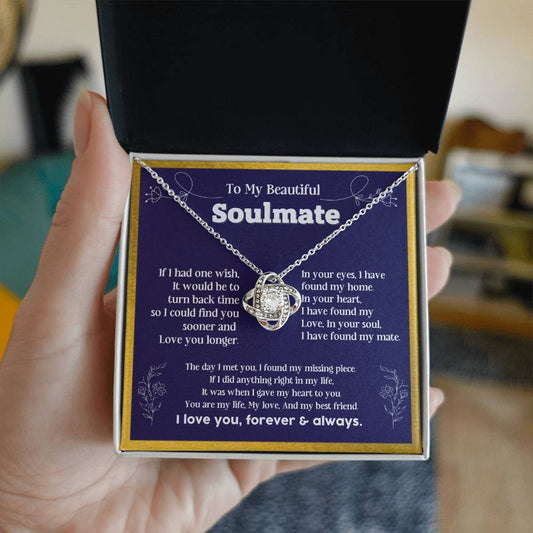 To My Beautiful
Soulmate
If I had one wish,
It would be to
turn back time
so I could find you
sooner and
Love you longer.
In your eyes, I have
found my home.
In your heart,
I have found my
Love, In your soul,
I have found my mate.
The day I met you, I found my missing piece.
If I did anything right in my life,
It was when I gave my heart to you.
You are my life, My love, And my best friend.
I love you, forever & always.